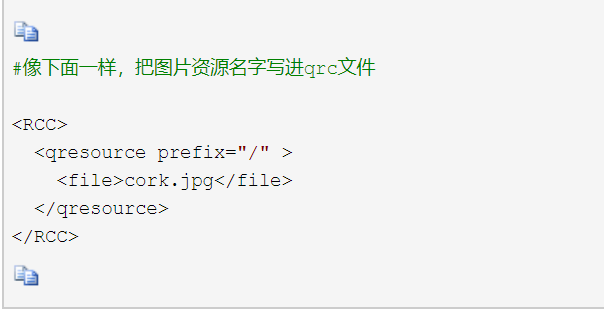 #像下面一样，把图片资源名字写进qrc文件
<RCC>
  <qresource prefix="/" >
    <file>cork.jpg</file>
  </qresource>
</RCC>